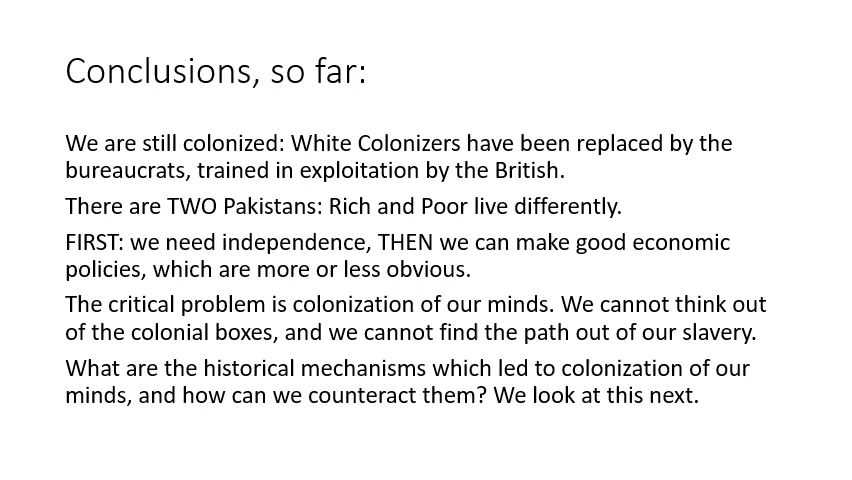 Conclusions, so far:
We are still colonized: White Colonizers have been replaced by the
bureaucrats, trained in exploitation by the British.
There are TWO Pakistans: Rich and Poor live differently.
FIRST: we need independence, THEN we can make good economic
policies, which are more or less obvious.
The critical problem is colonization of our minds. We cannot think out
of the colonial boxes, and we cannot find the path out of our slavery.
What are the historical mechanisms which led to colonization of our
minds, and how can we counteract them? We look at this next.